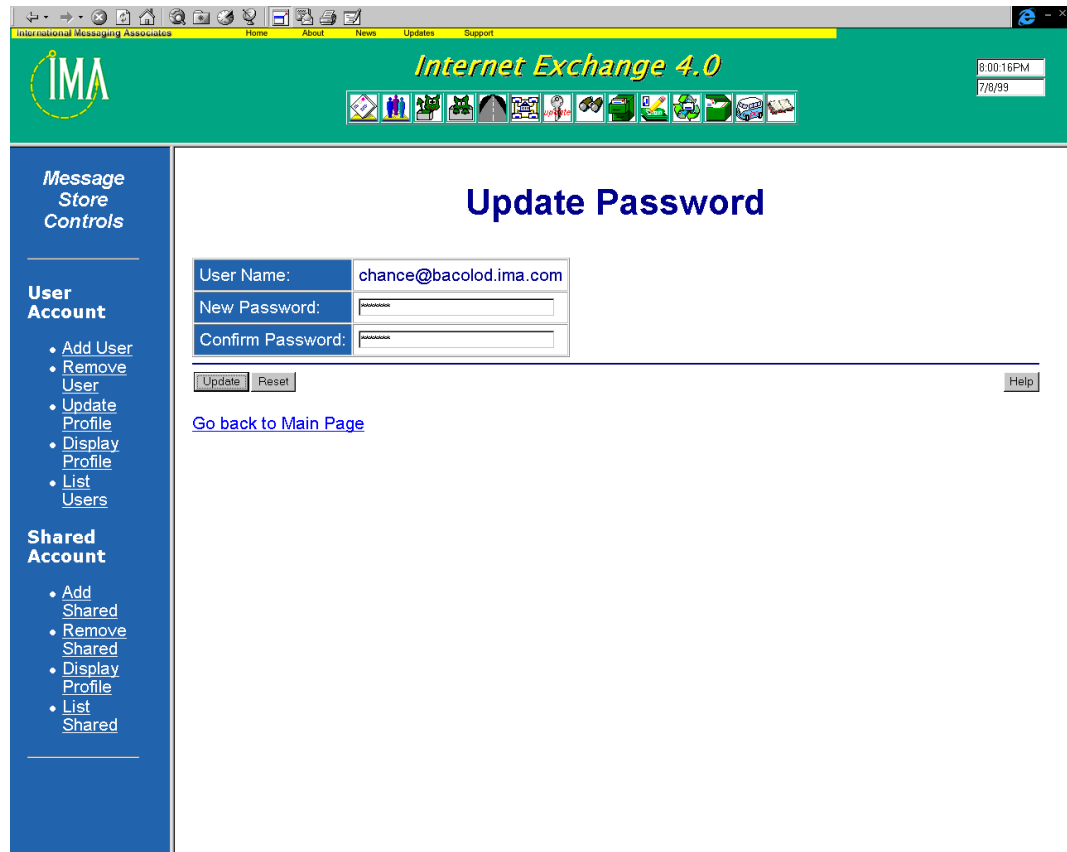 International Messaging Associates
Home About News Updates Support
IMA
Internet Exchange 4.0
8:00:16PM
7/8/99
update
Message
Store
Controls
User
Account
Add User
Remove
User
Update
Profile
Display
Profile
List
Users
Shared
Account
Add
Shared
Remove
Shared
Display
Profile
List
Shared
Update Password
User Name: chance@bacolod.ima.com
New Password: *******
Confirm Password: *******
Update Reset Help
Go back to Main Page